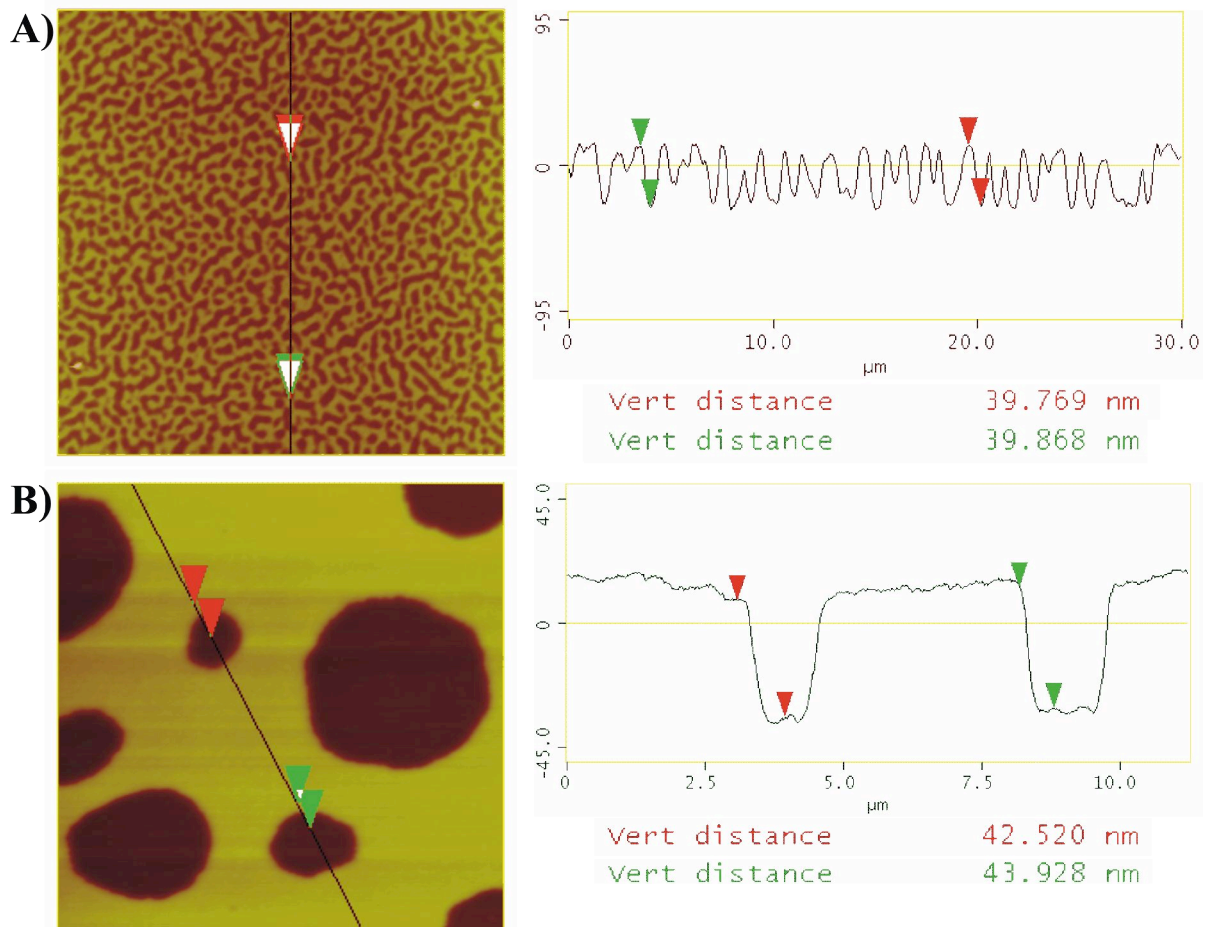 A)
95
0
-95
0 10.0 20.0 30.0
µm
Vert distance 39.769 nm
Vert distance 39.868 nm
B)
45.0
0
-45.0
0 2.5 5.0 7.5 10.0
µm
Vert distance 42.520 nm
Vert distance 43.928 nm